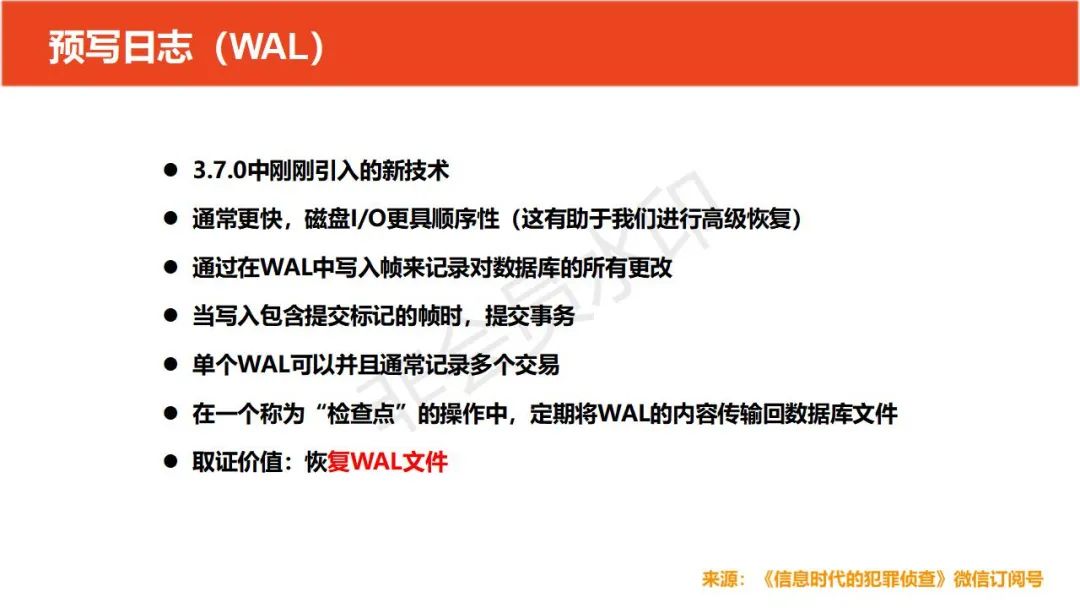 预写日志（WAL）
● 3.7.0中刚刚引入的新技术
● 通常更快，磁盘I/O更具顺序性（这有助于我们进行高级恢复）
● 通过在WAL中写入帧来记录对数据库的所有更改
● 当写入包含提交标记的帧时，提交事务
● 单个WAL可以并且通常记录多个交易
● 在一个称为“检查点”的操作中，定期将WAL的内容传输回数据库文件
● 取证价值：恢复WAL文件
非会员水印
来源：《信息时代的犯罪侦查》微信订阅号